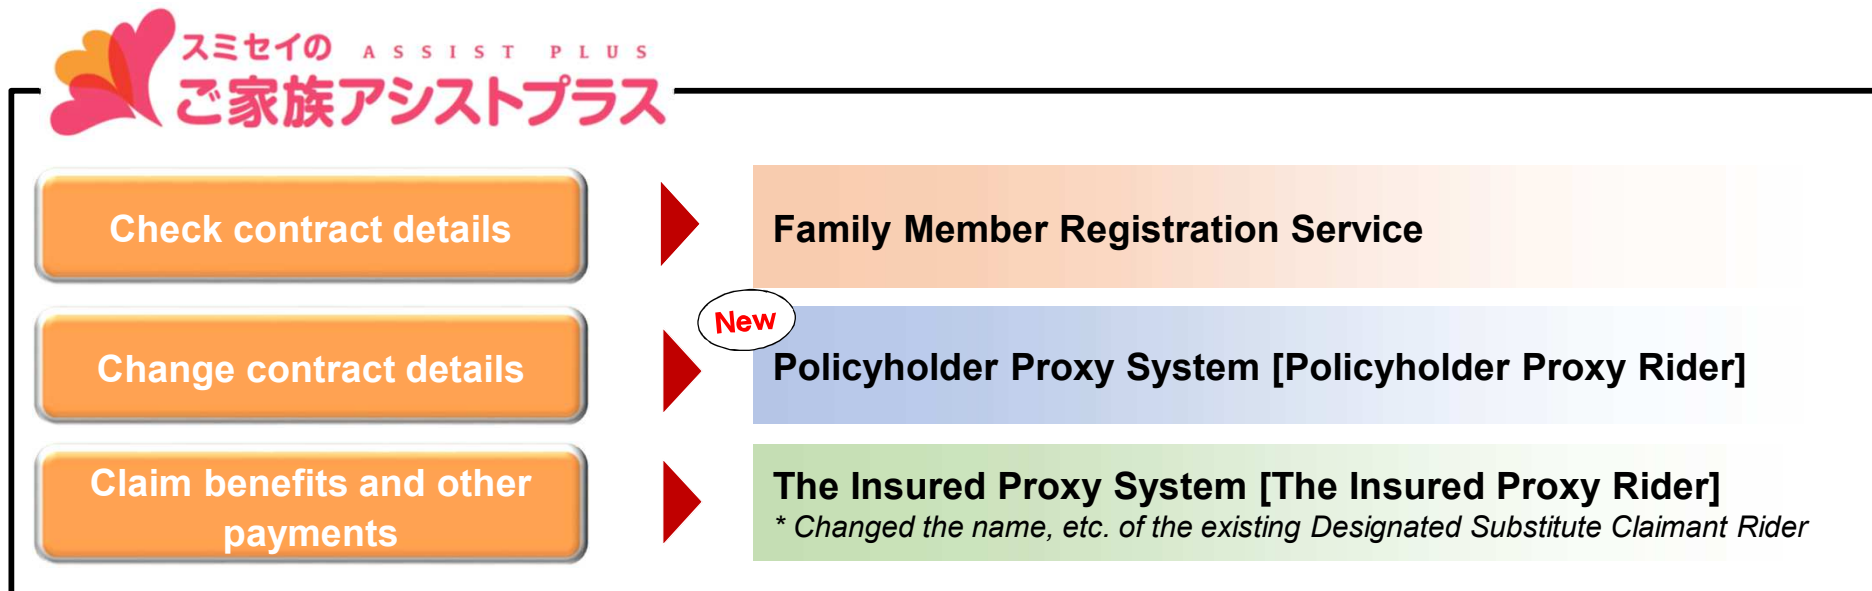 スミセイの ASSIST PLUS
ご家族アシストプラス
Check contract details
Family Member Registration Service
New
Change contract details
Policyholder Proxy System [Policyholder Proxy Rider]
Claim benefits and other
payments
The Insured Proxy System [The Insured Proxy Rider]
* Changed the name, etc. of the existing Designated Substitute Claimant Rider